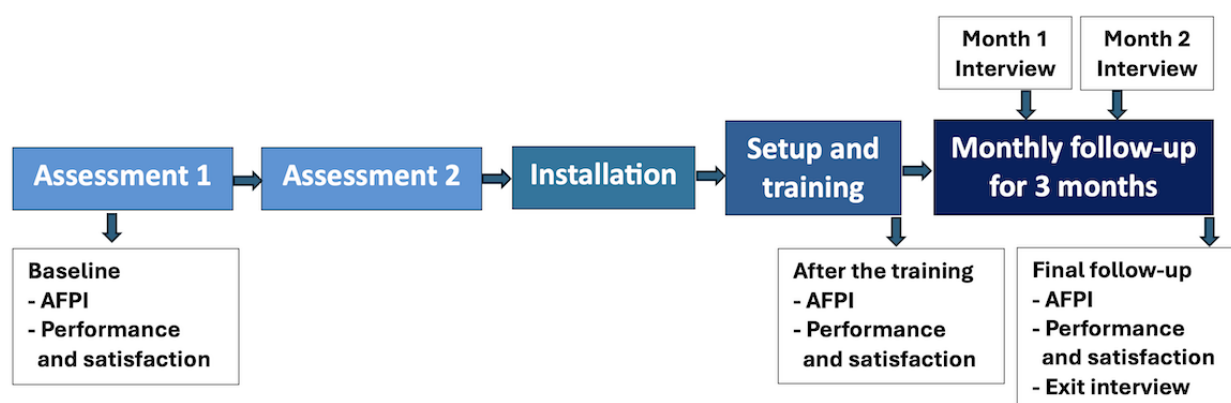 Month 1
Interview
Month 2
Interview
Assessment 1
Assessment 2
Installation
Setup and
training
Monthly follow-up
for 3 months
Baseline
- AFPI
- Performance
and satisfaction
After the training
- AFPI
- Performance
and satisfaction
Final follow-up
- AFPI
- Performance
and satisfaction
- Exit interview